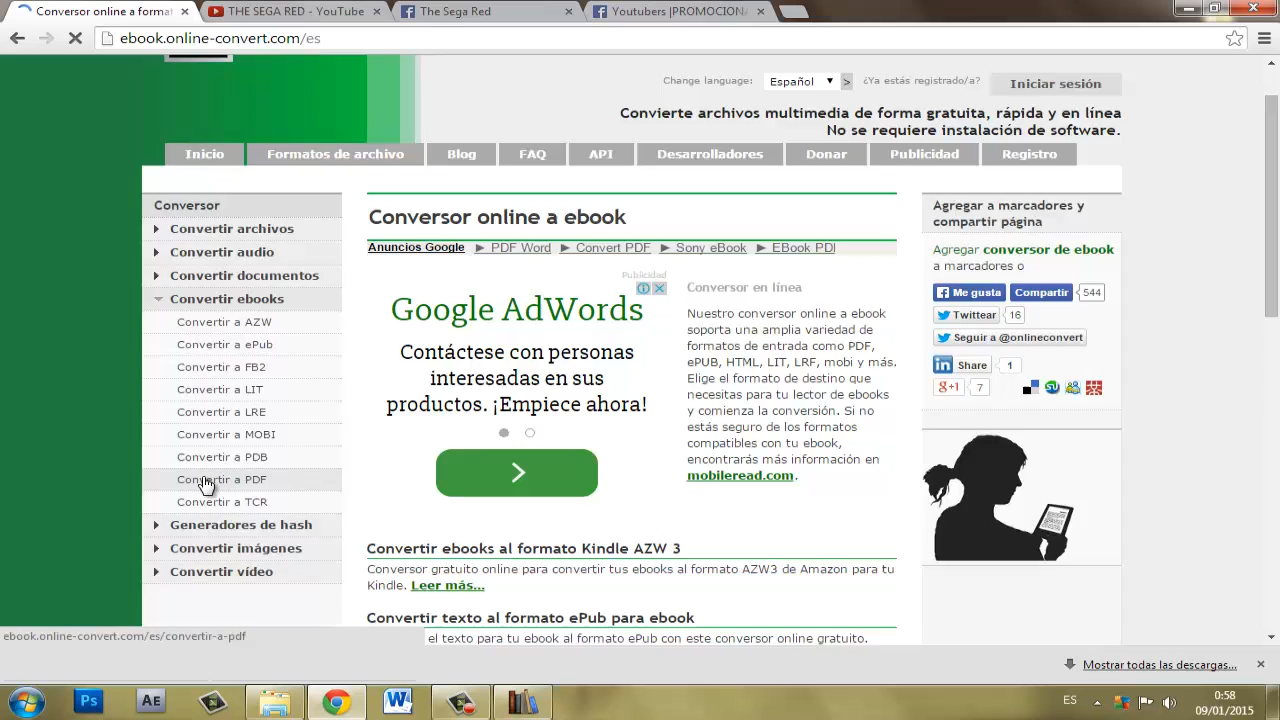 Conversor online a format
THE SEGA RED - YouTube
The Sega Red
Youtubers |PROMOCIONA
ebook.online-convert.com/es
Change language:
Español
>
¿Ya estás registrado/a?
Iniciar sesión
Convierte archivos multimedia de forma gratuita, rápida y en línea
No se requiere instalación de software.
Inicio
Formatos de archivo
Blog
FAQ
API
Desarrolladores
Donar
Publicidad
Registro
Conversor
Convertir archivos
Convertir audio
Convertir documentos
Convertir ebooks
Convertir a AZW
Convertir a ePub
Convertir a FB2
Convertir a LIT
Convertir a LRE
Convertir a MOBI
Convertir a PDB
Convertir a PDF
Convertir a TCR
Generadores de hash
Convertir imágenes
Convertir vídeo
Conversor online a ebook
Anuncios Google ► PDF Word ► Convert PDF ► Sony eBook ► EBook PDF
Publicidad
Google AdWords
Contáctese con personas
interesadas en sus
productos. ¡Empiece ahora!
Conversor en línea
Nuestro conversor online a ebook
soporta una amplia variedad de
formatos de entrada como PDF,
ePUB, HTML, LIT, LRF, mobi y más.
Elige el formato de destino que
necesitas para tu lector de ebooks
y comienza la conversión. Si no
estás seguro de los formatos
compatibles con tu ebook,
encontrarás más información en
mobileread.com.
Convertir ebooks al formato Kindle AZW 3
Conversor gratuito online para convertir tus ebooks al formato AZW3 de Amazon para tu
Kindle. Leer más...
Convertir texto al formato ePub para ebook
el texto para tu ebook al formato ePub con este conversor online gratuito.
Agregar a marcadores y
compartir página
Agregar conversor de ebook
a marcadores o
Me gusta
Compartir
544
Twittear
16
Seguir a @onlineconvert
in Share
1
g+1
7
ebook.online-convert.com/es/convertir-a-pdf
Mostrar todas las descargas...
Ps
AE
W
ES
0:58
09/01/2015